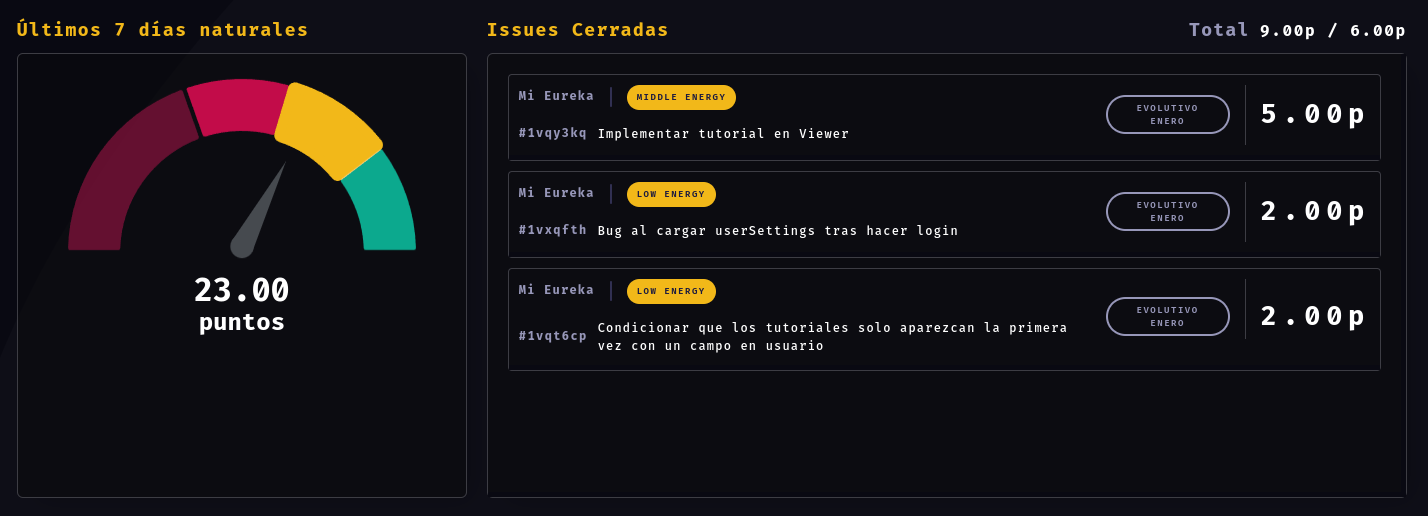 Últimos 7 días naturales
23.00
puntos
Issues Cerradas
Total 9.00p / 6.00p
Mi Eureka
MIDDLE ENERGY
#1vqy3kq Implementar tutorial en Viewer
EVOLUTIVO
ENERO
5.00p
Mi Eureka
LOW ENERGY
#1vxqfth Bug al cargar userSettings tras hacer login
EVOLUTIVO
ENERO
2.00p
Mi Eureka
LOW ENERGY
#1vqt6cp Condicionar que los tutoriales solo aparezcan la primera
vez con un campo en usuario
EVOLUTIVO
ENERO
2.00p